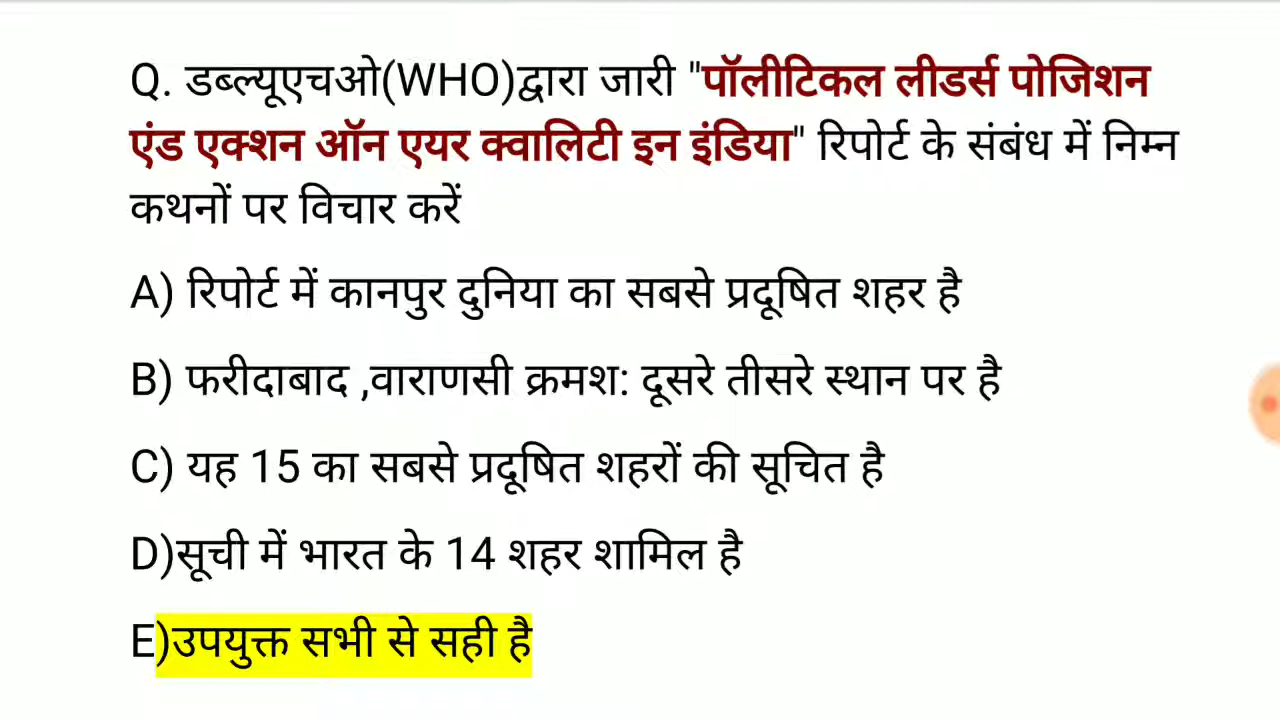 Q. डब्ल्यूएचओ(WHO)द्वारा जारी "पॉलीटिकल लीडर्स पोजिशन
एंड एक्शन ऑन एयर क्वालिटी इन इंडिया" रिपोर्ट के संबंध में निम्न
कथनों पर विचार करें
A) रिपोर्ट में कानपुर दुनिया का सबसे प्रदूषित शहर है
B) फरीदाबाद ,वाराणसी क्रमश: दूसरे तीसरे स्थान पर है
C) यह 15 का सबसे प्रदूषित शहरों की सूचित है
D)सूची में भारत के 14 शहर शामिल है
E)उपयुक्त सभी से सही है